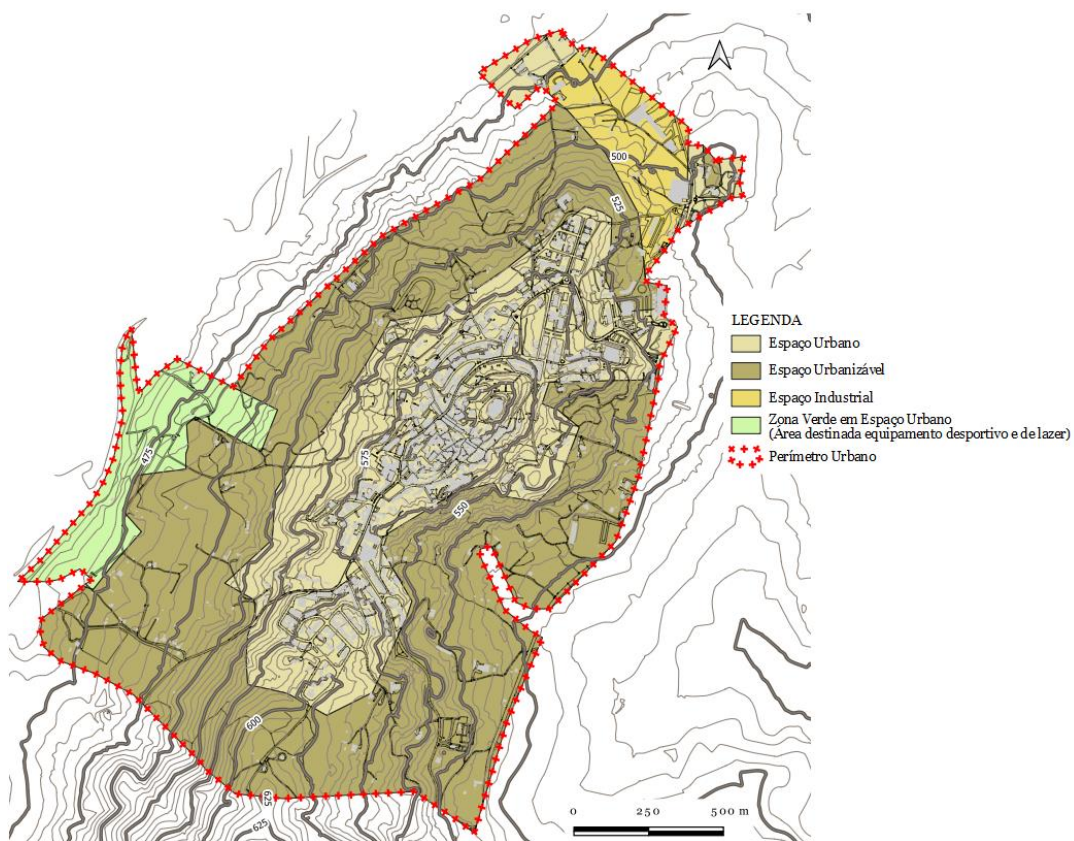 500
525
LEGENDA
Espaço Urbano
Espaço Urbanizável
Espaço Industrial
Zona Verde em Espaço Urbano
(Área destinada equipamento desportivo e de lazer)
Perímetro Urbano
475
575
550
600
625
625
0 250 500 m